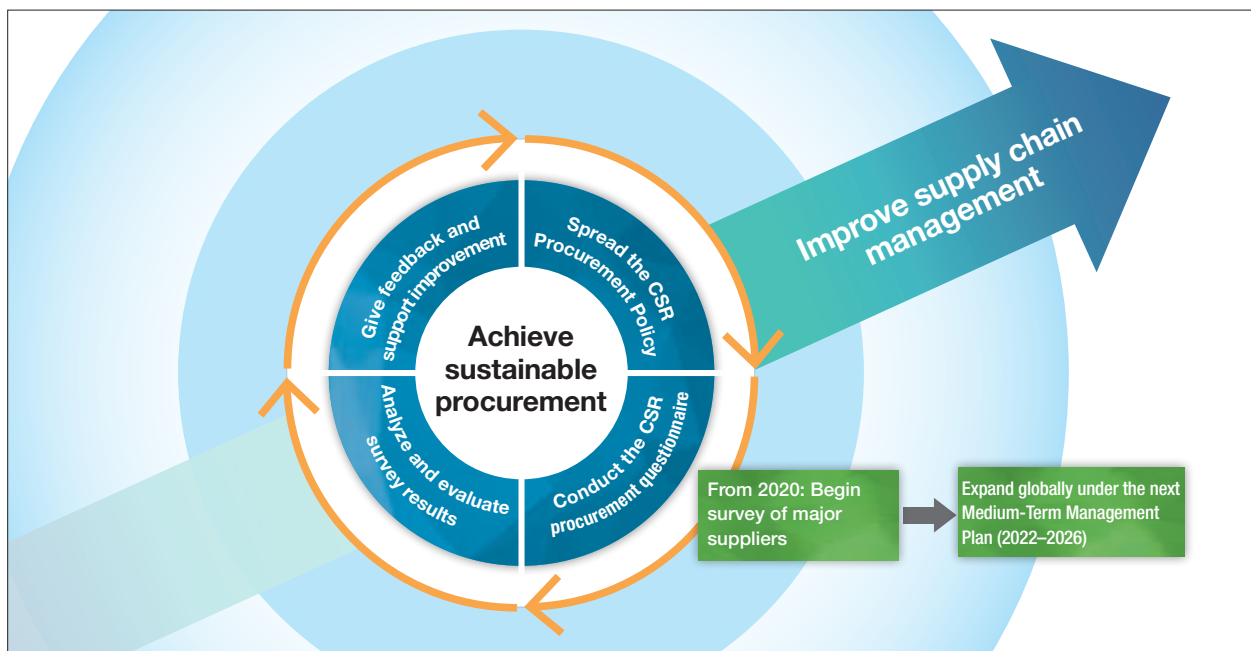 Improve supply chain
management
Give feedback and
support improvement
Spread the CSR
Procurement Policy
Achieve
sustainable
procurement
Analyze and evaluate
survey results
Conduct the CSR
procurement questionnaire
From 2020: Begin
survey of major
suppliers
Expand globally under the next
Medium-Term Management
Plan (2022–2026)